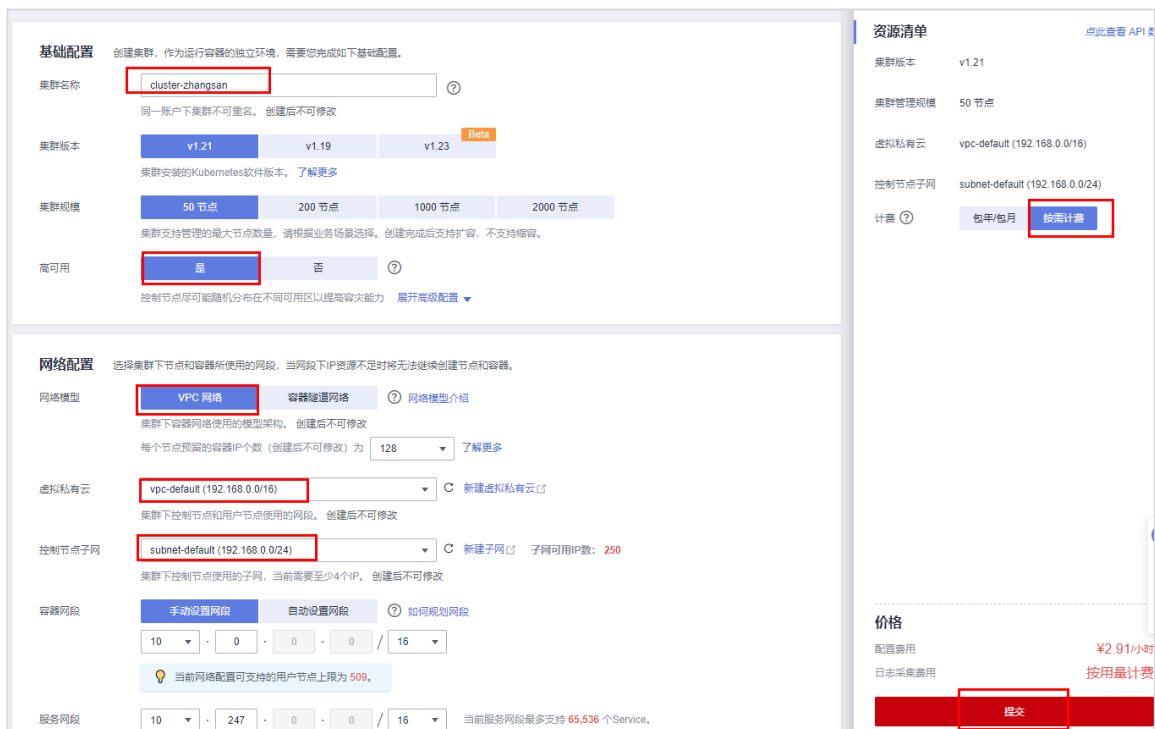 基础配置 创建集群，作为运行容器的独立环境，需要您完成如下基础配置。
集群名称 cluster-zhangsan
同一账户下集群不可重名。 创建后不可修改
Beta
集群版本 v1.21 v1.19 v1.23
集群安装的Kubernetes软件版本。 了解更多
集群规模 50 节点 200 节点 1000 节点 2000 节点
集群支持管理的最大节点数量，请根据业务场景选择。创建完成后支持扩容，不支持缩容。
高可用 是 否
控制节点尽可能随机分布在不同可用区以提高容灾能力 展开高级配置
网络配置 选择集群下节点和容器所使用的网段，当网段下IP资源不足时将无法继续创建节点和容器。
网络模型 VPC 网络 容器隧道网络 网络模型介绍
集群下容器网络使用的模型架构。 创建后不可修改
每个节点预留的容器IP个数（创建后不可修改）为 128 了解更多
虚拟私有云 vpc-default (192.168.0.0/16) 新建虚拟私有云
集群下控制节点和用户节点使用的网段。 创建后不可修改
控制节点子网 subnet-default (192.168.0.0/24) 新建子网 子网可用IP数： 250
集群下控制节点使用的子网，当前需要至少4个IP。 创建后不可修改
容器网段 手动设置网段 自动设置网段 如何规划网段
10 . 0 . 0 . 0 / 16
当前网络配置可支持的用户节点上限为 509。
服务网段 10 . 247 . 0 . 0 / 16 当前服务网段最多支持 65,536 个Service。
资源清单 点此查看 API
集群版本 v1.21
集群管理规模 50 节点
虚拟私有云 vpc-default (192.168.0.0/16)
控制节点子网 subnet-default (192.168.0.0/24)
计费 包年/包月 按需计费
价格
配置费用 ¥2.91/小时
日志采集费用 按用量计费
提交